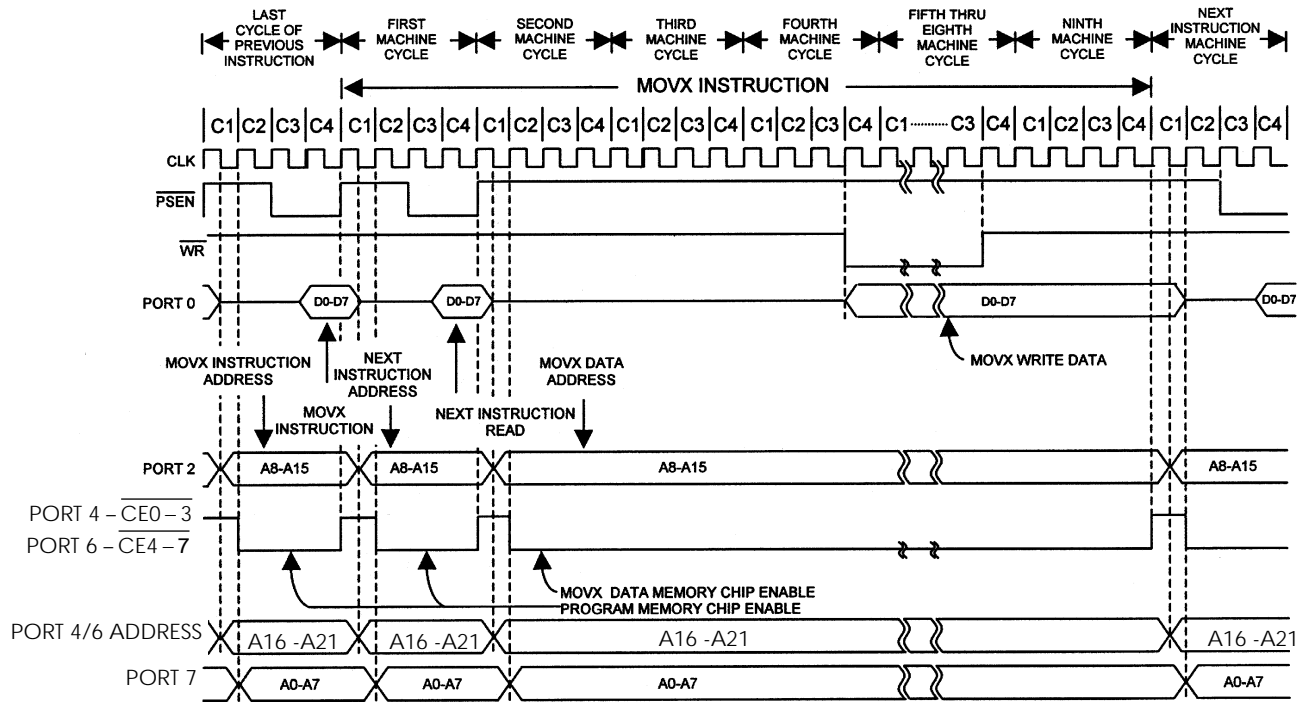 LAST CYCLE OF PREVIOUS INSTRUCTION
FIRST MACHINE CYCLE
SECOND MACHINE CYCLE
THIRD MACHINE CYCLE
FOURTH MACHINE CYCLE
FIFTH THRU EIGHTH MACHINE CYCLE
NINTH MACHINE CYCLE
NEXT INSTRUCTION MACHINE CYCLE
MOVX INSTRUCTION
C1 C2 C3 C4 C1 C2 C3 C4 C1 C2 C3 C4 C1 C2 C3 C4 C1 C2 C3 C4 C1 .......... C3 C4 C1 C2 C3 C4 C1 C2 C3 C4
CLK
PSEN
WR
PORT 0 D0-D7 D0-D7 D0-D7 D0-D7
MOVX INSTRUCTION ADDRESS
NEXT INSTRUCTION ADDRESS
MOVX DATA ADDRESS
MOVX WRITE DATA
MOVX INSTRUCTION
NEXT INSTRUCTION READ
PORT 2 A8-A15 A8-A15 A8-A15 A8-A15
PORT 4 – CE0 – 3
PORT 6 – CE4 – 7
MOVX DATA MEMORY CHIP ENABLE
PROGRAM MEMORY CHIP ENABLE
PORT 4/6 ADDRESS A16 -A21 A16 -A21 A16 -A21 A16 -A21
PORT 7 A0-A7 A0-A7 A0-A7 A0-A7